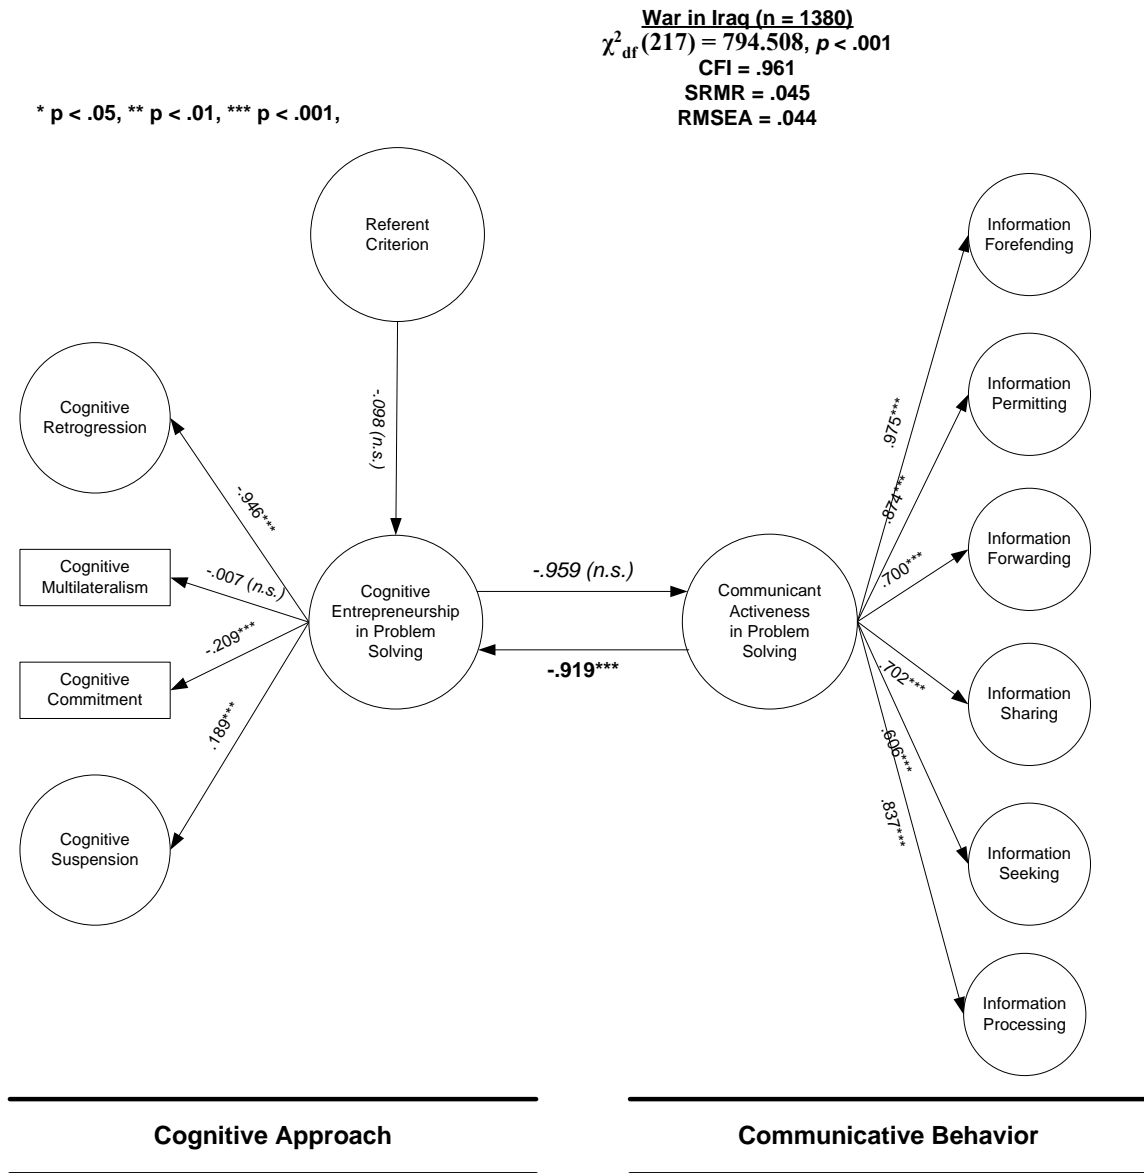 War in Iraq (n = 1380)
χ²df (217) = 794.508, p < .001
CFI = .961
SRMR = .045
RMSEA = .044
* p < .05, ** p < .01, *** p < .001,
Referent
Criterion
-.098 (n.s.)
Cognitive
Retrogression
Cognitive
Multilateralism
Cognitive
Commitment
Cognitive
Suspension
-.946***
-.007 (n.s.)
-.209***
.189***
Cognitive
Entrepreneurship
in Problem
Solving
-.959 (n.s.)
-.919***
Communicant
Activeness
in Problem
Solving
.975***
.874***
.700***
.702***
.606***
.837***
Information
Forefending
Information
Permitting
Information
Forwarding
Information
Sharing
Information
Seeking
Information
Processing
Cognitive Approach
Communicative Behavior